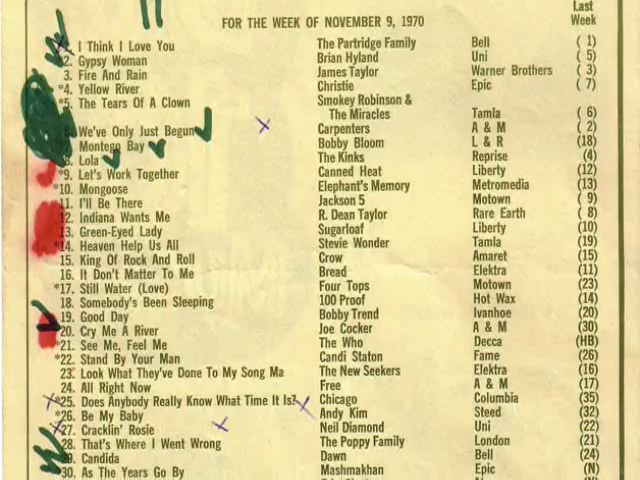 Last
FOR THE WEEK OF NOVEMBER 9, 1970 Week
1. I Think I Love You The Partridge Family Bell ( 1)
*2. Gypsy Woman Brian Hyland Uni ( 5)
3. Fire And Rain James Taylor Warner Brothers ( 3)
*4. Yellow River Christie Epic ( 7)
*5. The Tears Of A Clown Smokey Robinson &
The Miracles Tamla ( 6)
We've Only Just Begun Carpenters A & M ( 2)
Montego Bay Bobby Bloom L & R (18)
8. Lola The Kinks Reprise (4)
*9. Let's Work Together Canned Heat Liberty (12)
*10. Mongoose Elephant's Memory Metromedia (13)
11. I'll Be There Jackson 5 Motown ( 9)
12. Indiana Wants Me R. Dean Taylor Rare Earth ( 8)
13. Green-Eyed Lady Sugarloaf Liberty (10)
*14. Heaven Help Us All Stevie Wonder Tamla (19)
15. King Of Rock And Roll Crow Amaret (15)
16. It Don't Matter To Me Bread Elektra (11)
*17. Still Water (Love) Four Tops Motown (23)
18. Somebody's Been Sleeping 100 Proof Hot Wax (14)
19. Good Day Bobby Trend Ivanhoe (20)
*20. Cry Me A River Joe Cocker A & M (30)
*21. See Me, Feel Me The Who Decca (HB)
*22. Stand By Your Man Candi Staton Fame (26)
23. Look What They've Done To My Song Ma The New Seekers Elektra (16)
24. All Right Now Free A & M (17)
*25. Does Anybody Really Know What Time It Is? Chicago Columbia (35)
*26. Be My Baby Andy Kim Steed (32)
*27. Cracklin' Rosie Neil Diamond Uni (22)
28. That's Where I Went Wrong The Poppy Family London (21)
29. Candida Dawn Bell (24)
*30. As The Years Go By Mashmakhan Epic (N)